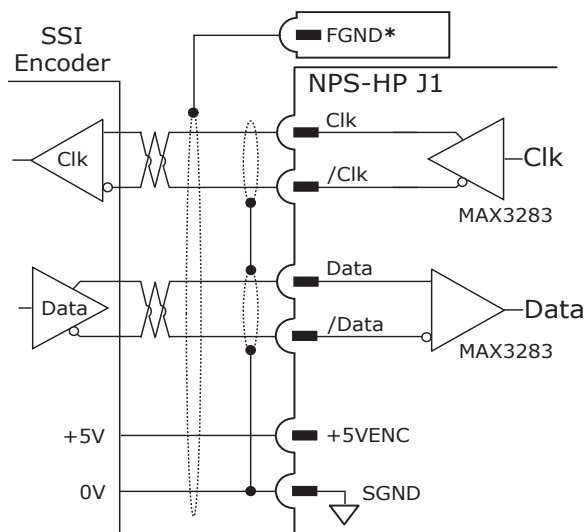 FGND*
SSI
Encoder
NPS-HP J1
Clk
Clk
Clk
/Clk
MAX3283
Data
Data
Data
/Data
MAX3283
+5V
+5VENC
0V
SGND